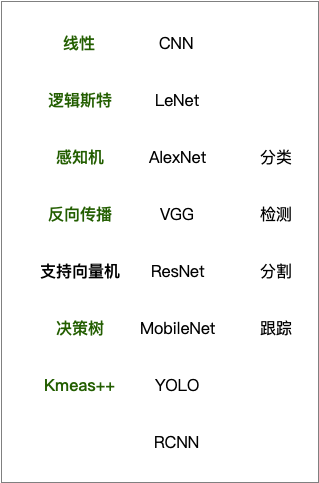 线性 CNN
逻辑斯特 LeNet
感知机 AlexNet 分类
反向传播 VGG 检测
支持向量机 ResNet 分割
决策树 MobileNet 跟踪
Kmeas++ YOLO
RCNN